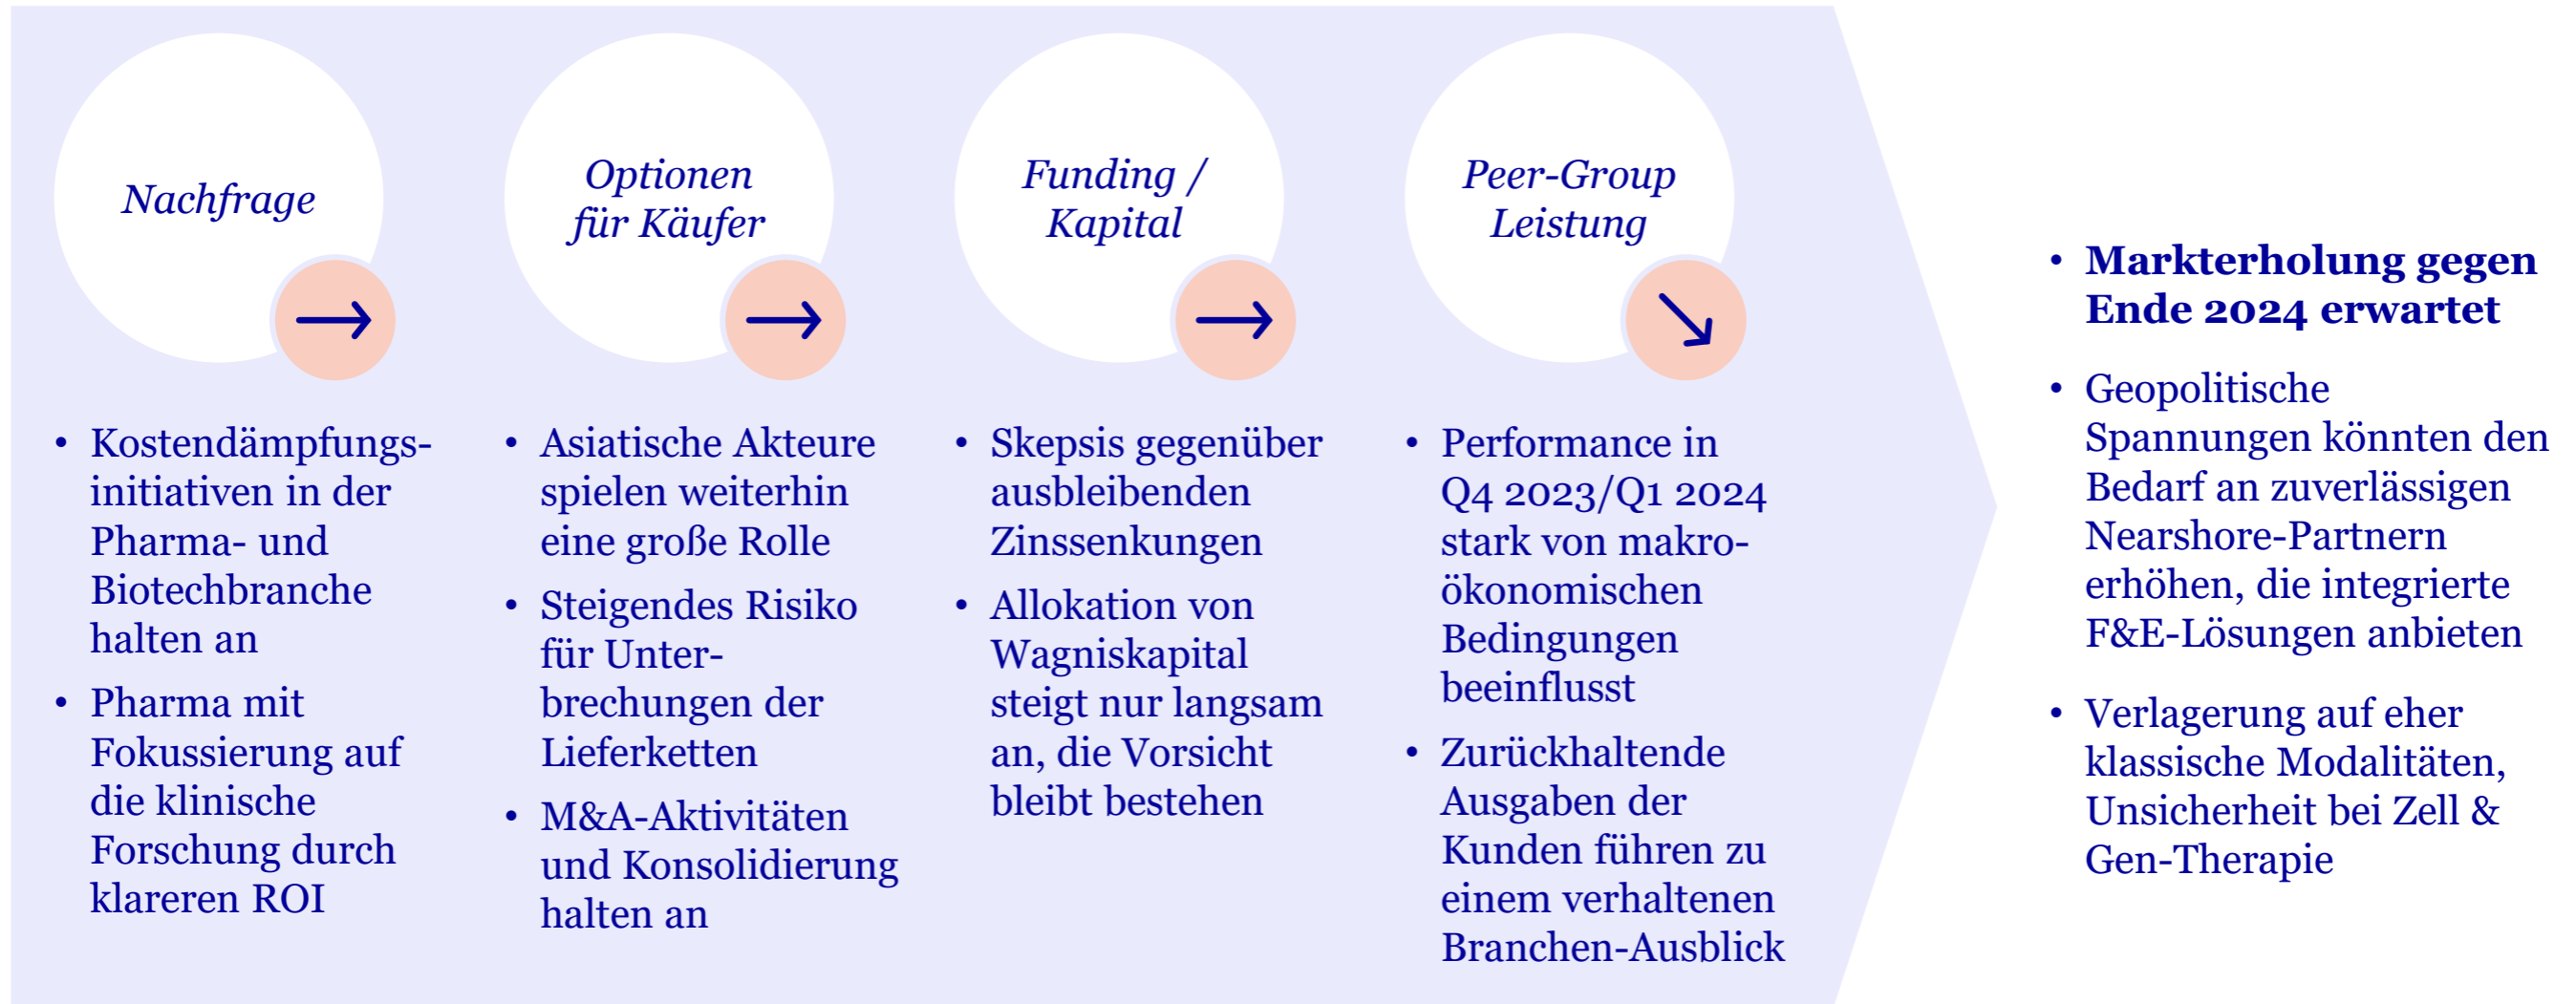 Nachfrage
• Kostendämpfungs-
initiativen in der
Pharma- und
Biotechbranche
halten an
• Pharma mit
Fokussierung auf
die klinische
Forschung durch
klareren ROI
Optionen
für Käufer
• Asiatische Akteure
spielen weiterhin
eine große Rolle
• Steigendes Risiko
für Unter-
brechungen der
Lieferketten
• M&A-Aktivitäten
und Konsolidierung
halten an
Funding /
Kapital
• Skepsis gegenüber
ausbleibenden
Zinssenkungen
• Allokation von
Wagniskapital
steigt nur langsam
an, die Vorsicht
bleibt bestehen
Peer-Group
Leistung
• Performance in
Q4 2023/Q1 2024
stark von makro-
ökonomischen
Bedingungen
beeinflusst
• Zurückhaltende
Ausgaben der
Kunden führen zu
einem verhaltenen
Branchen-Ausblick
• Markterholung gegen
Ende 2024 erwartet
• Geopolitische
Spannungen könnten den
Bedarf an zuverlässigen
Nearshore-Partnern
erhöhen, die integrierte
F&E-Lösungen anbieten
• Verlagerung auf eher
klassische Modalitäten,
Unsicherheit bei Zell &
Gen-Therapie